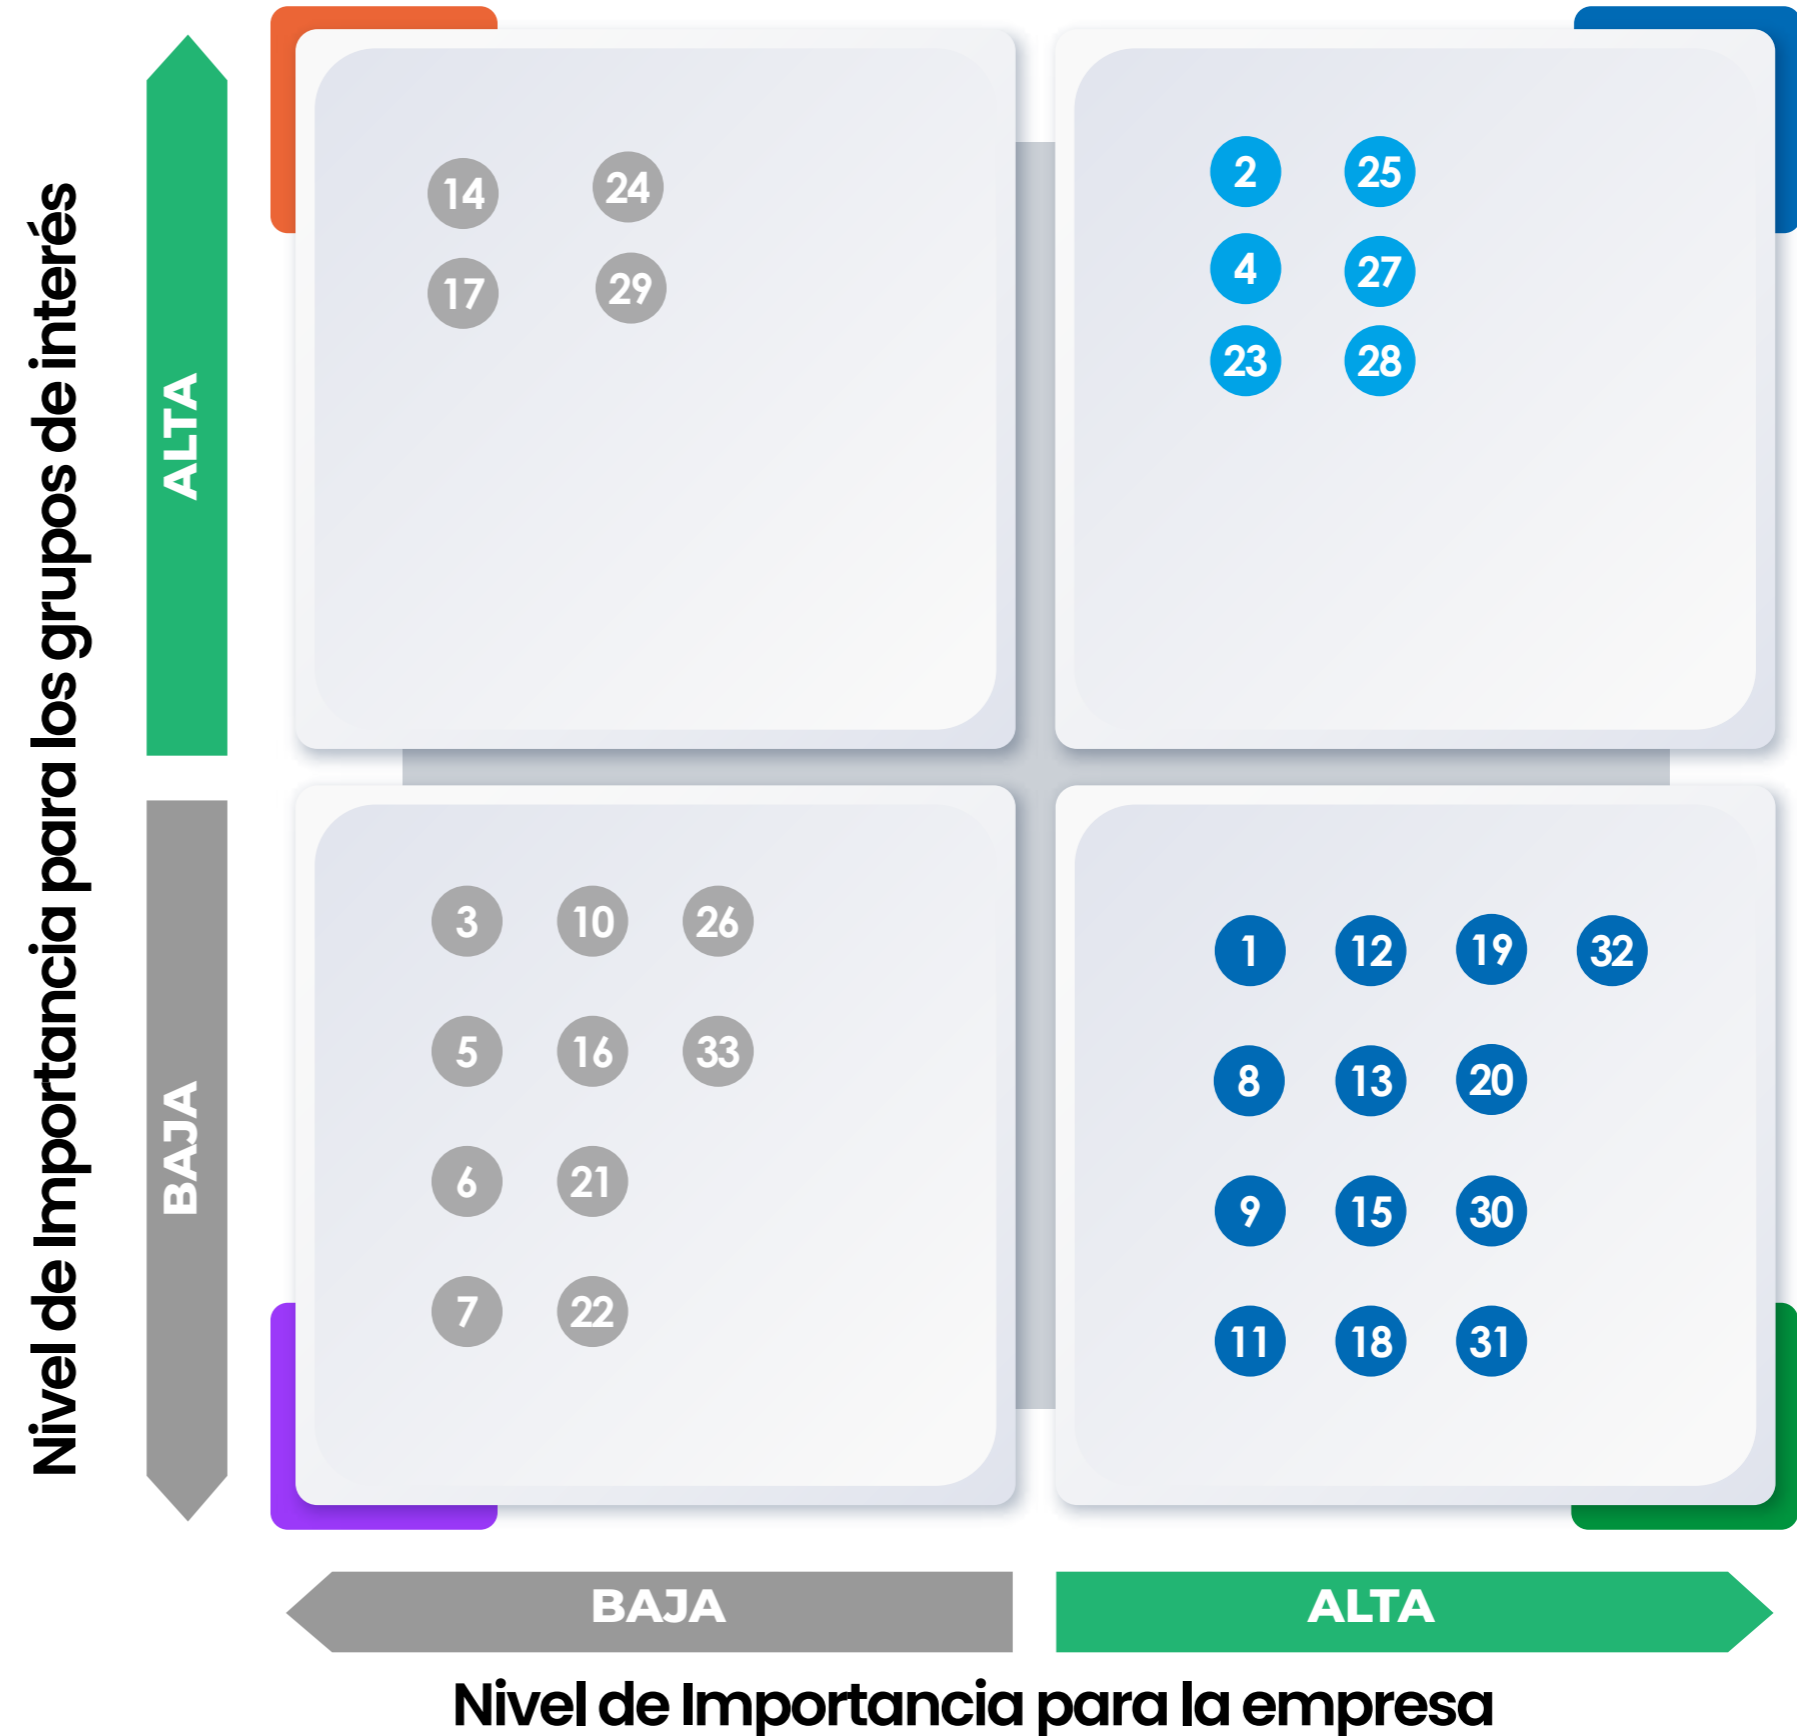 Nivel de Importancia para los grupos de interés
ALTA
14 24
17 29
2 25
4 27
23 28
BAJA
3 10 26
5 16 33
6 21
7 22
1 12 19 32
8 13 20
9 15 30
11 18 31
BAJA ALTA
Nivel de Importancia para la empresa